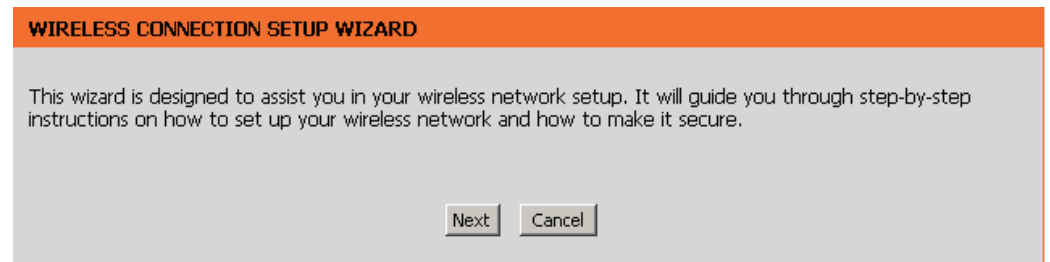 WIRELESS CONNECTION SETUP WIZARD
This wizard is designed to assist you in your wireless network setup. It will guide you through step-by-step
instructions on how to set up your wireless network and how to make it secure.
Next Cancel